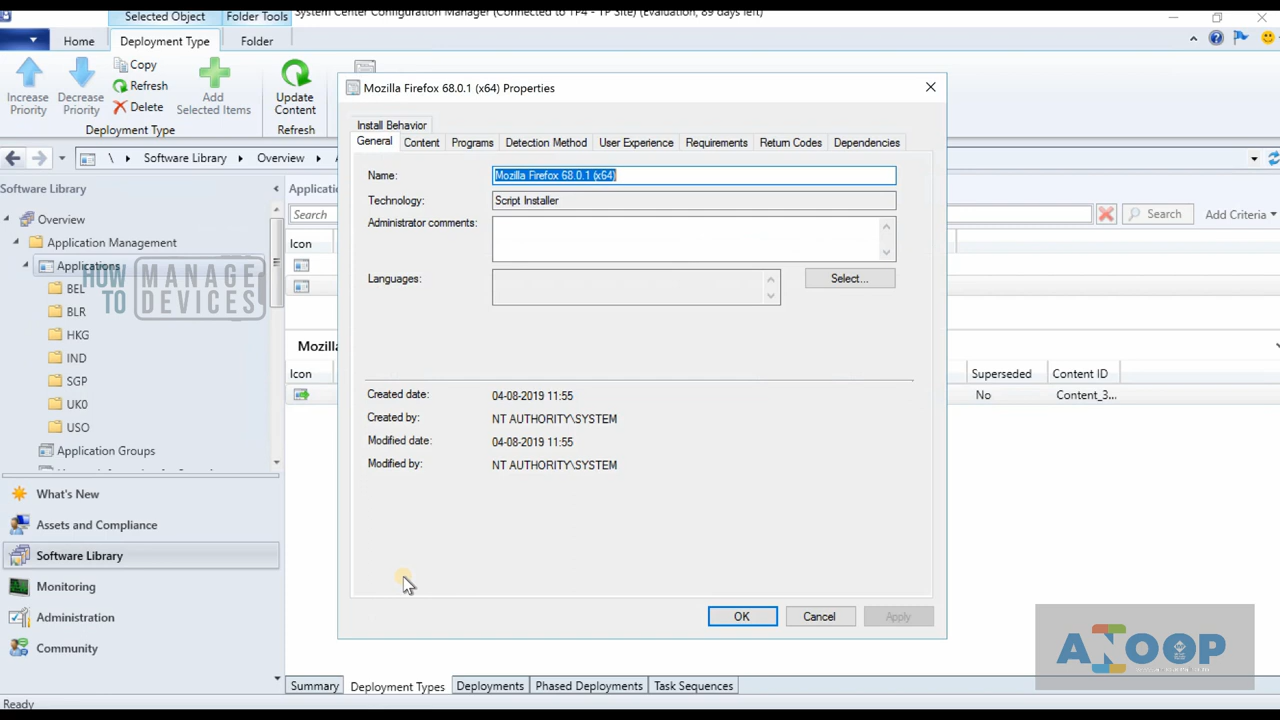 Selected Object Folder Tools System Center Configuration Manager (Connected to TP4 - TP Site) (Evaluation, 89 days left)
Home Deployment Type Folder
Increase Priority
Decrease Priority
Copy
Refresh
Delete
Add Selected Items
Update Content
Deployment Type Refresh
\ Software Library Overview
Software Library
Overview
Application Management
Applications
BEL
BLR
HKG
IND
SGP
UK0
USO
Application Groups
What's New
Assets and Compliance
Software Library
Monitoring
Administration
Community
Ready
Search
Icon
Search Add Criteria
Icon
Superseded Content ID
No Content_3...
Mozilla Firefox 68.0.1 (x64) Properties
Install Behavior
General Content Programs Detection Method User Experience Requirements Return Codes Dependencies
Name: Mozilla Firefox 68.0.1 (x64)
Technology: Script Installer
Administrator comments:
Languages: Select...
Created date: 04-08-2019 11:55
Created by: NT AUTHORITY\SYSTEM
Modified date: 04-08-2019 11:55
Modified by: NT AUTHORITY\SYSTEM
OK Cancel Apply
Summary Deployment Types Deployments Phased Deployments Task Sequences
HOW TO MANAGE DEVICES
ANOOP